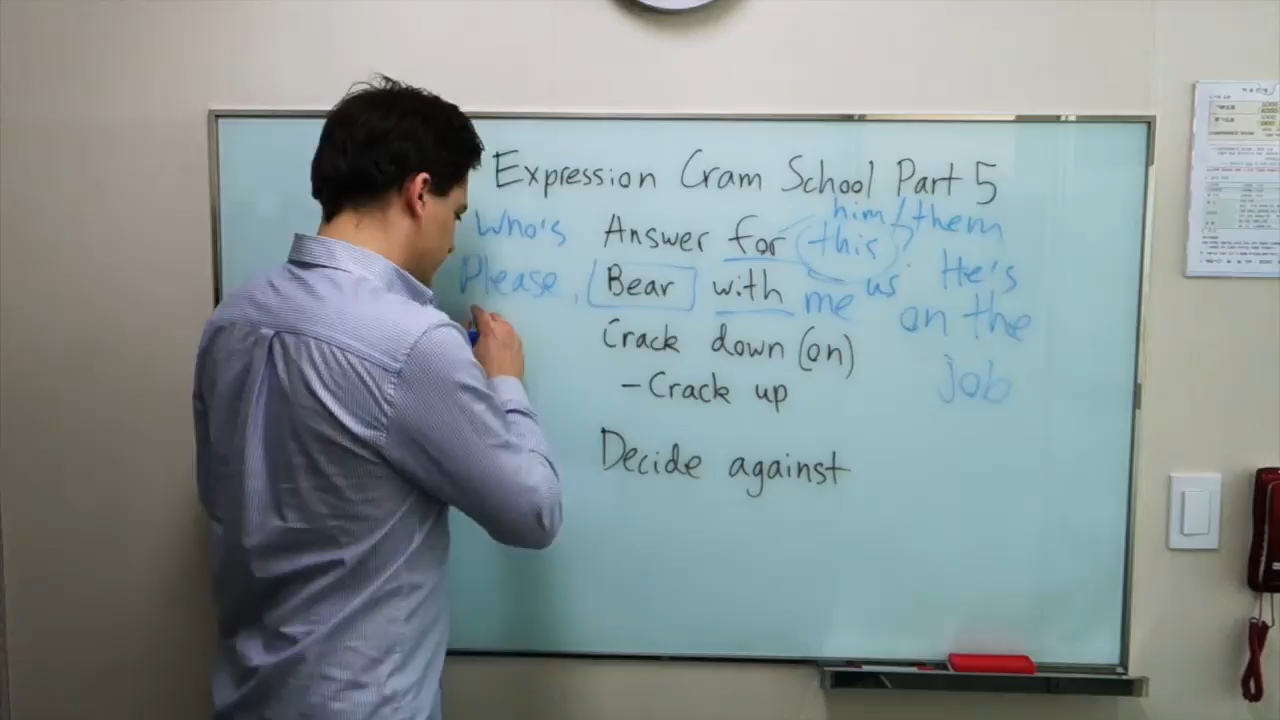 Expression Cram School Part 5
him/them
Who's Answer for this?
Please, Bear with me us
He's
on the
job
Crack down (on)
- Crack up
Decide against